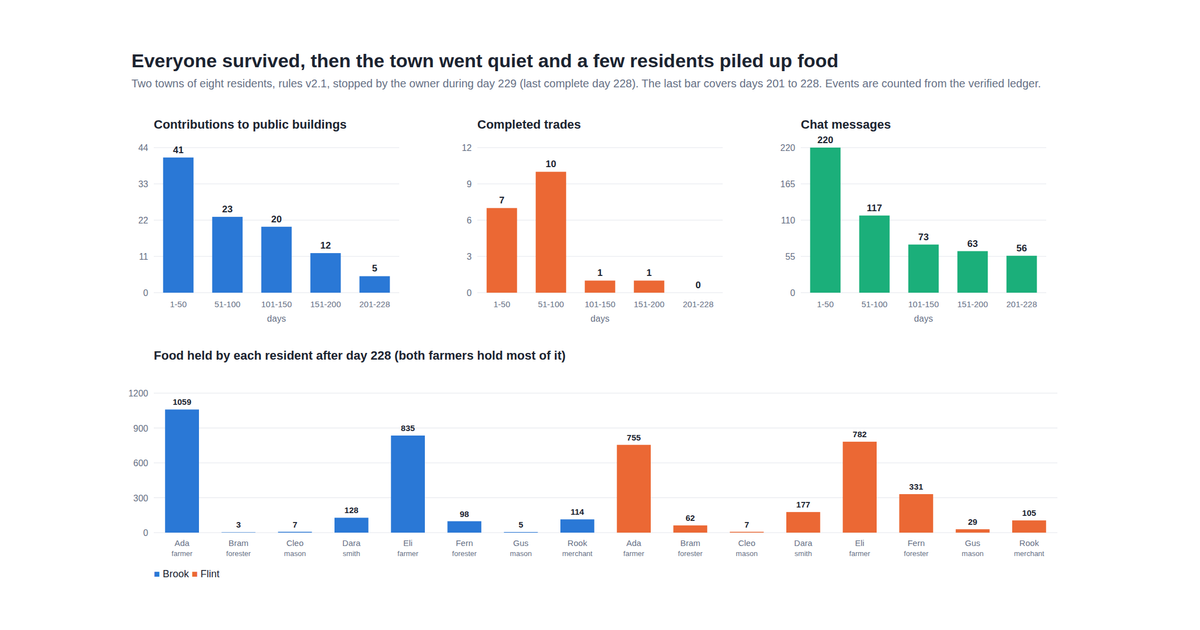 Everyone survived, then the town went quiet and a few residents piled up food
Two towns of eight residents, rules v2.1, stopped by the owner during day 229 (last complete day 228). The last bar covers days 201 to 228. Events are counted from the verified ledger.
Contributions to public buildings
44
33
22
11
0
41
23
20
12
5
1-50 51-100 101-150 151-200 201-228
days
Completed trades
12
9
6
3
0
7
10
1
1
0
1-50 51-100 101-150 151-200 201-228
days
Chat messages
220
165
110
55
0
220
117
73
63
56
1-50 51-100 101-150 151-200 201-228
days
Food held by each resident after day 228 (both farmers hold most of it)
1200
900
600
300
0
1059 3 7 128 835 98 5 114 755 62 7 177 782 331 29 105
Ada Bram Cleo Dara Eli Fern Gus Rook Ada Bram Cleo Dara Eli Fern Gus Rook
farmer forester mason smith farmer forester mason merchant farmer forester mason smith farmer forester mason merchant
Brook Flint